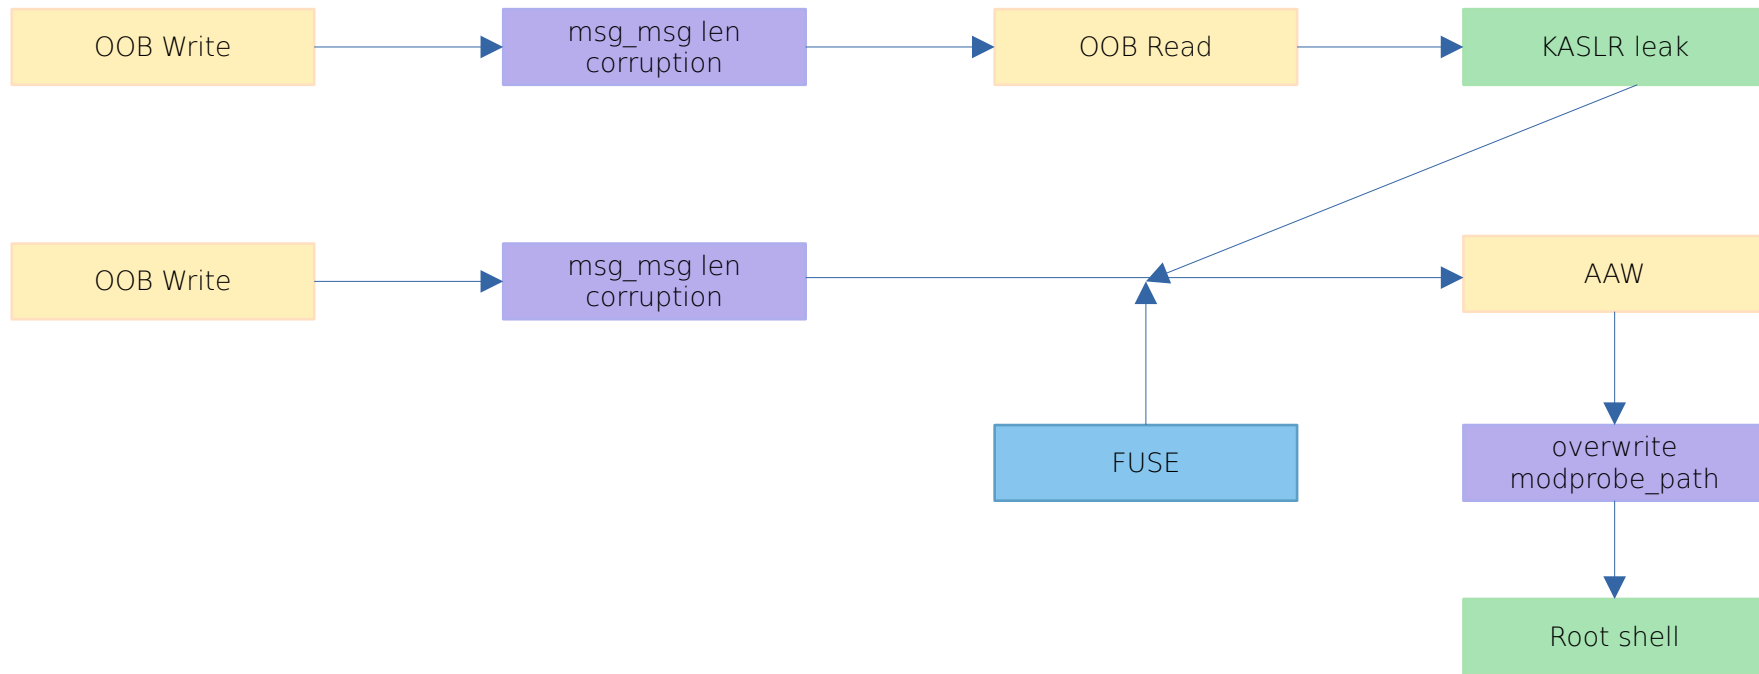 OOB Write
msg_msg len
corruption
OOB Read
KASLR leak
OOB Write
msg_msg len
corruption
AAW
FUSE
overwrite
modprobe_path
Root shell